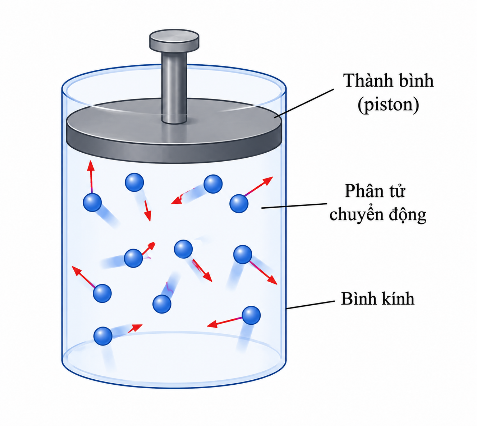 Thành bình
(piston)
Phân tử
chuyển động
Bình kính